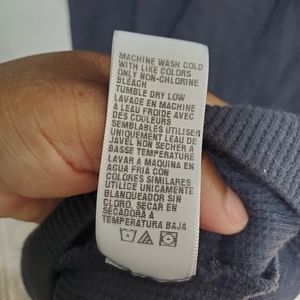 MACHINE WASH COLD
WITH LIKE COLORS
ONLY NON-CHLORINE
BLEACH
TUMBLE DRY LOW
LAVAGE EN MACHINE
A LEAU FROIDE AVEC
DES COULEURS
SEMBLABLES UTILISER
UNIQUEMENT LEAU DE
JAVEL NON SECHER A
BASSE TEMPERATURE
LAVAR A MAQUINA EN
AGUA FRIA CON
COLORES SIMILARES
UTILIDE UNICAMENTE
BLANQUEADOR SIN
CLORO, SECAR EN
SECADORA A
TEMPERATURA BAJA